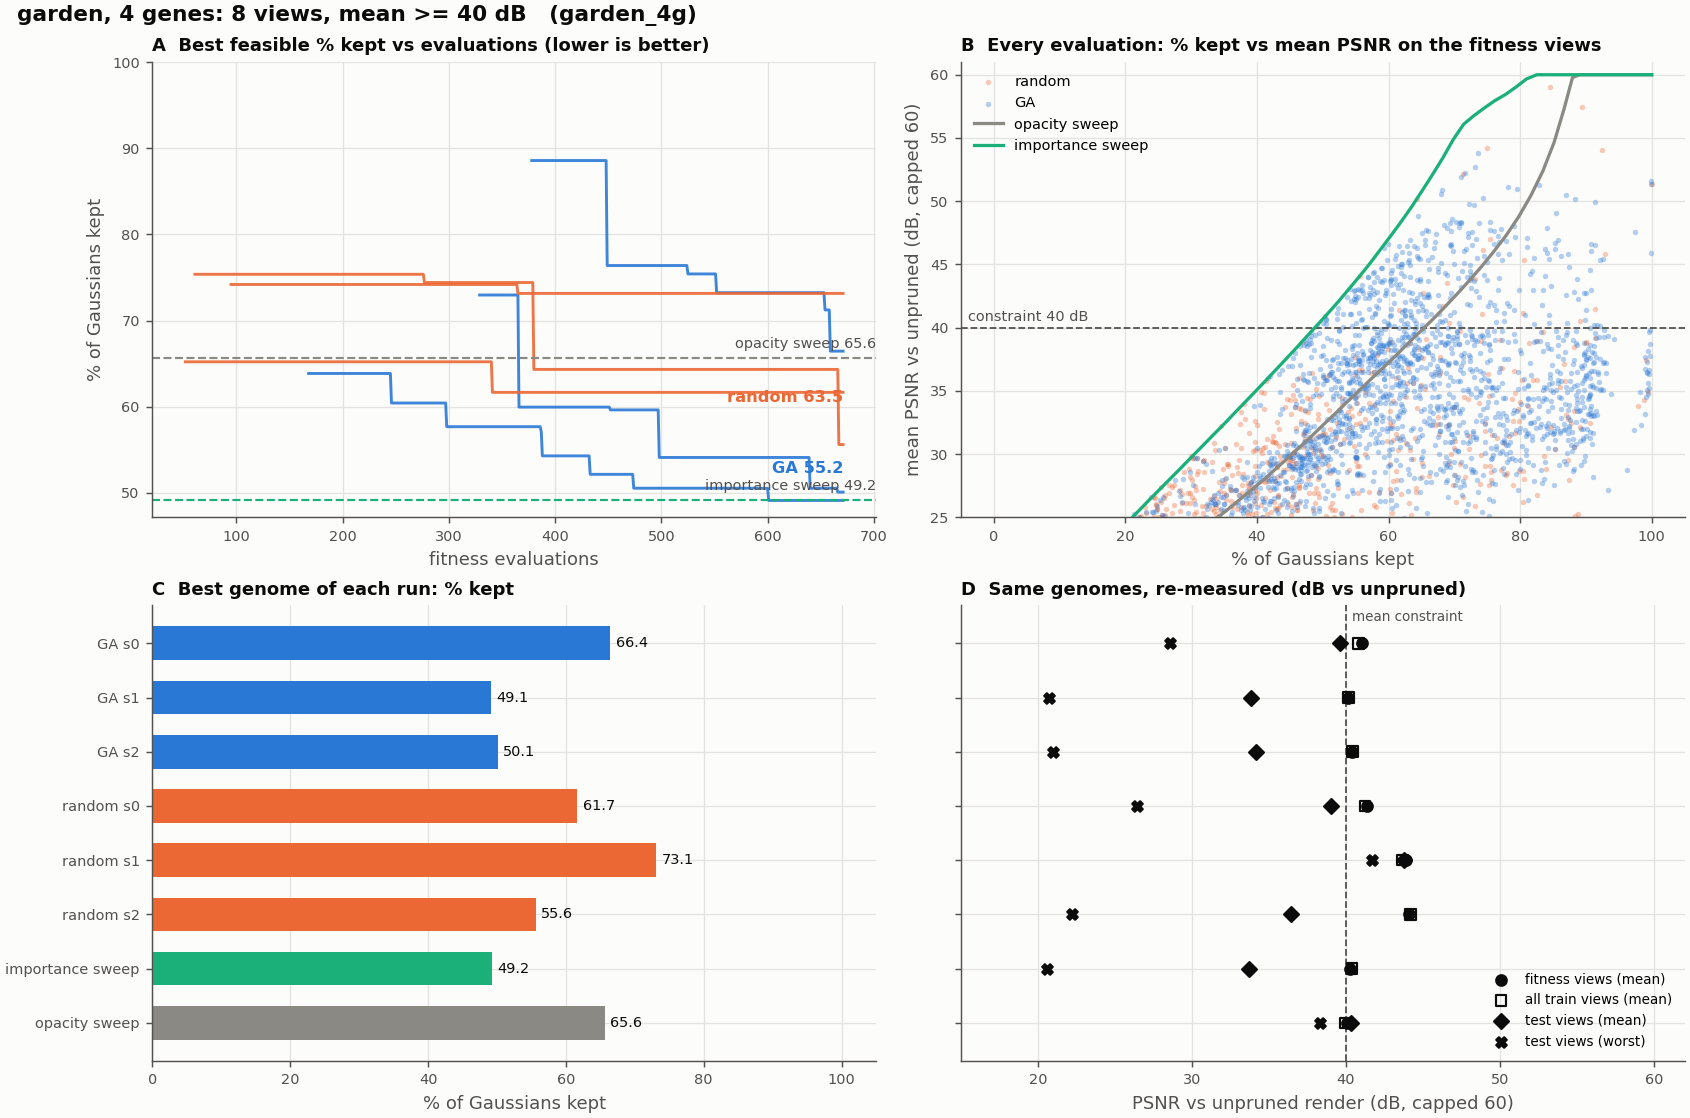 garden, 4 genes: 8 views, mean >= 40 dB (garden_4g)
A Best feasible % kept vs evaluations (lower is better)
100
90
80
70
60
50
% of Gaussians kept
opacity sweep 65.6
random 63.5
GA 55.2
importance sweep 49.2
100 200 300 400 500 600 700
fitness evaluations
B Every evaluation: % kept vs mean PSNR on the fitness views
random
GA
opacity sweep
importance sweep
60
55
50
45
40
35
30
25
mean PSNR vs unpruned (dB, capped 60)
constraint 40 dB
0 20 40 60 80 100
% of Gaussians kept
C Best genome of each run: % kept
GA s0 66.4
GA s1 49.1
GA s2 50.1
random s0 61.7
random s1 73.1
random s2 55.6
importance sweep 49.2
opacity sweep 65.6
0 20 40 60 80 100
% of Gaussians kept
D Same genomes, re-measured (dB vs unpruned)
mean constraint
fitness views (mean)
all train views (mean)
test views (mean)
test views (worst)
20 30 40 50 60
PSNR vs unpruned render (dB, capped 60)